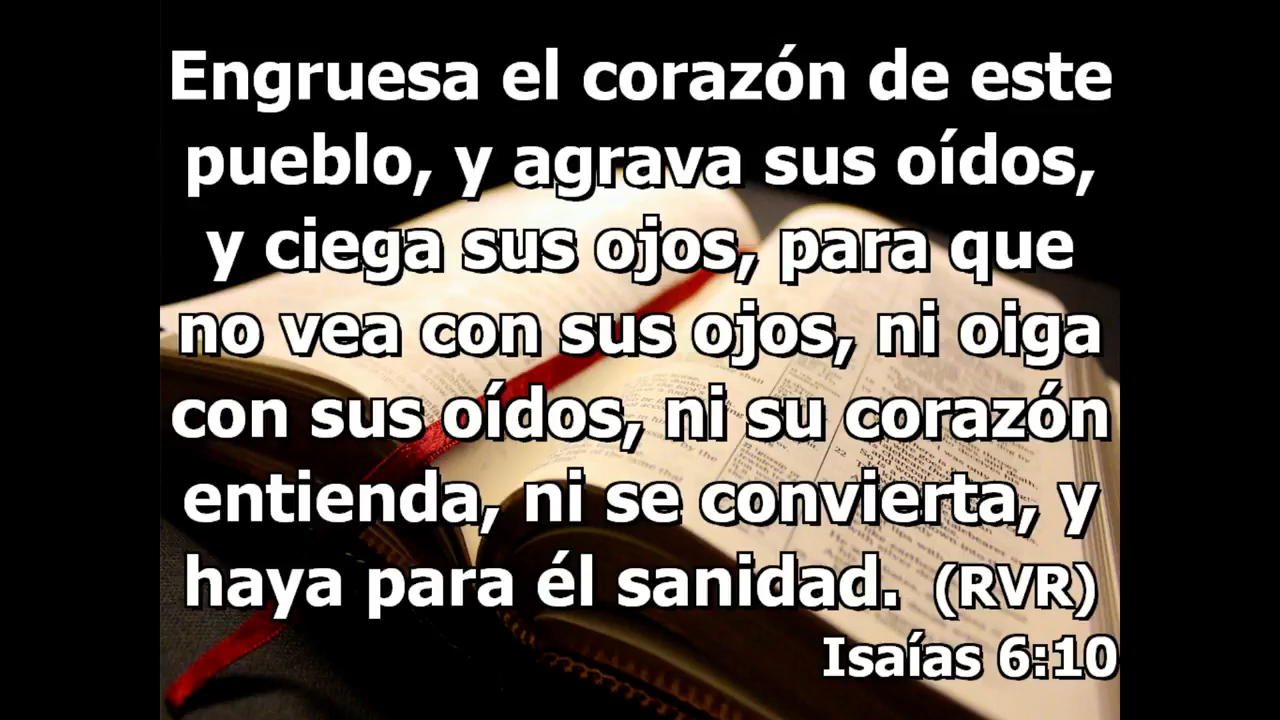 Engruesa el corazón de este
pueblo, y agrava sus oídos,
y ciega sus ojos, para que
no vea con sus ojos, ni oiga
con sus oídos, ni su corazón
entienda, ni se convierta, y
haya para él sanidad. (RVR)
Isaías 6:10